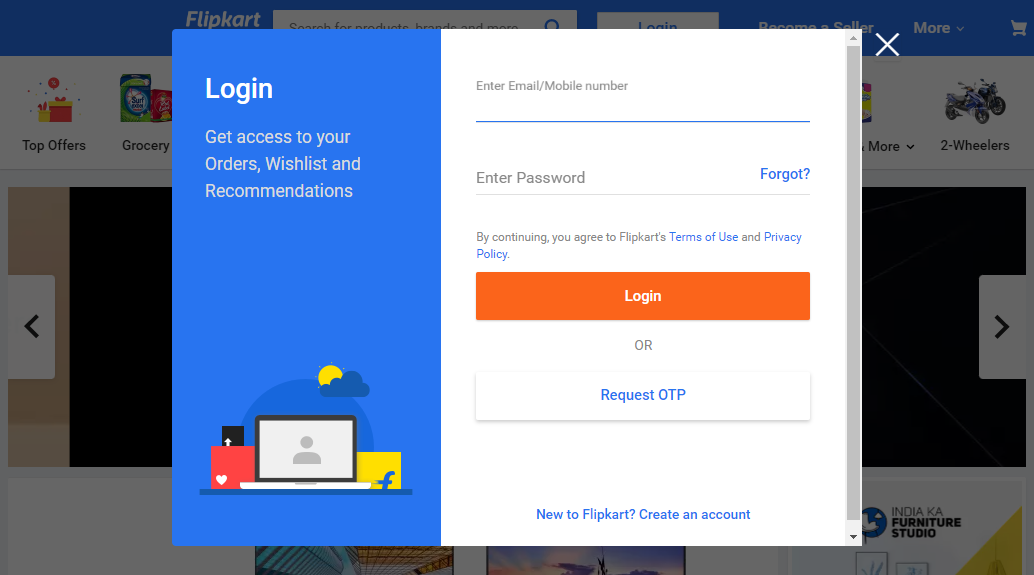 Flipkart
Search for products, brands and more
Login
Become a Seller
More
Top Offers
Grocery
& More
2-Wheelers
Login
Get access to your
Orders, Wishlist and
Recommendations
Enter Email/Mobile number
Enter Password
Forgot?
By continuing, you agree to Flipkart's Terms of Use and Privacy
Policy.
Login
OR
Request OTP
New to Flipkart? Create an account
INDIA KA
FURNITURE
STUDIO